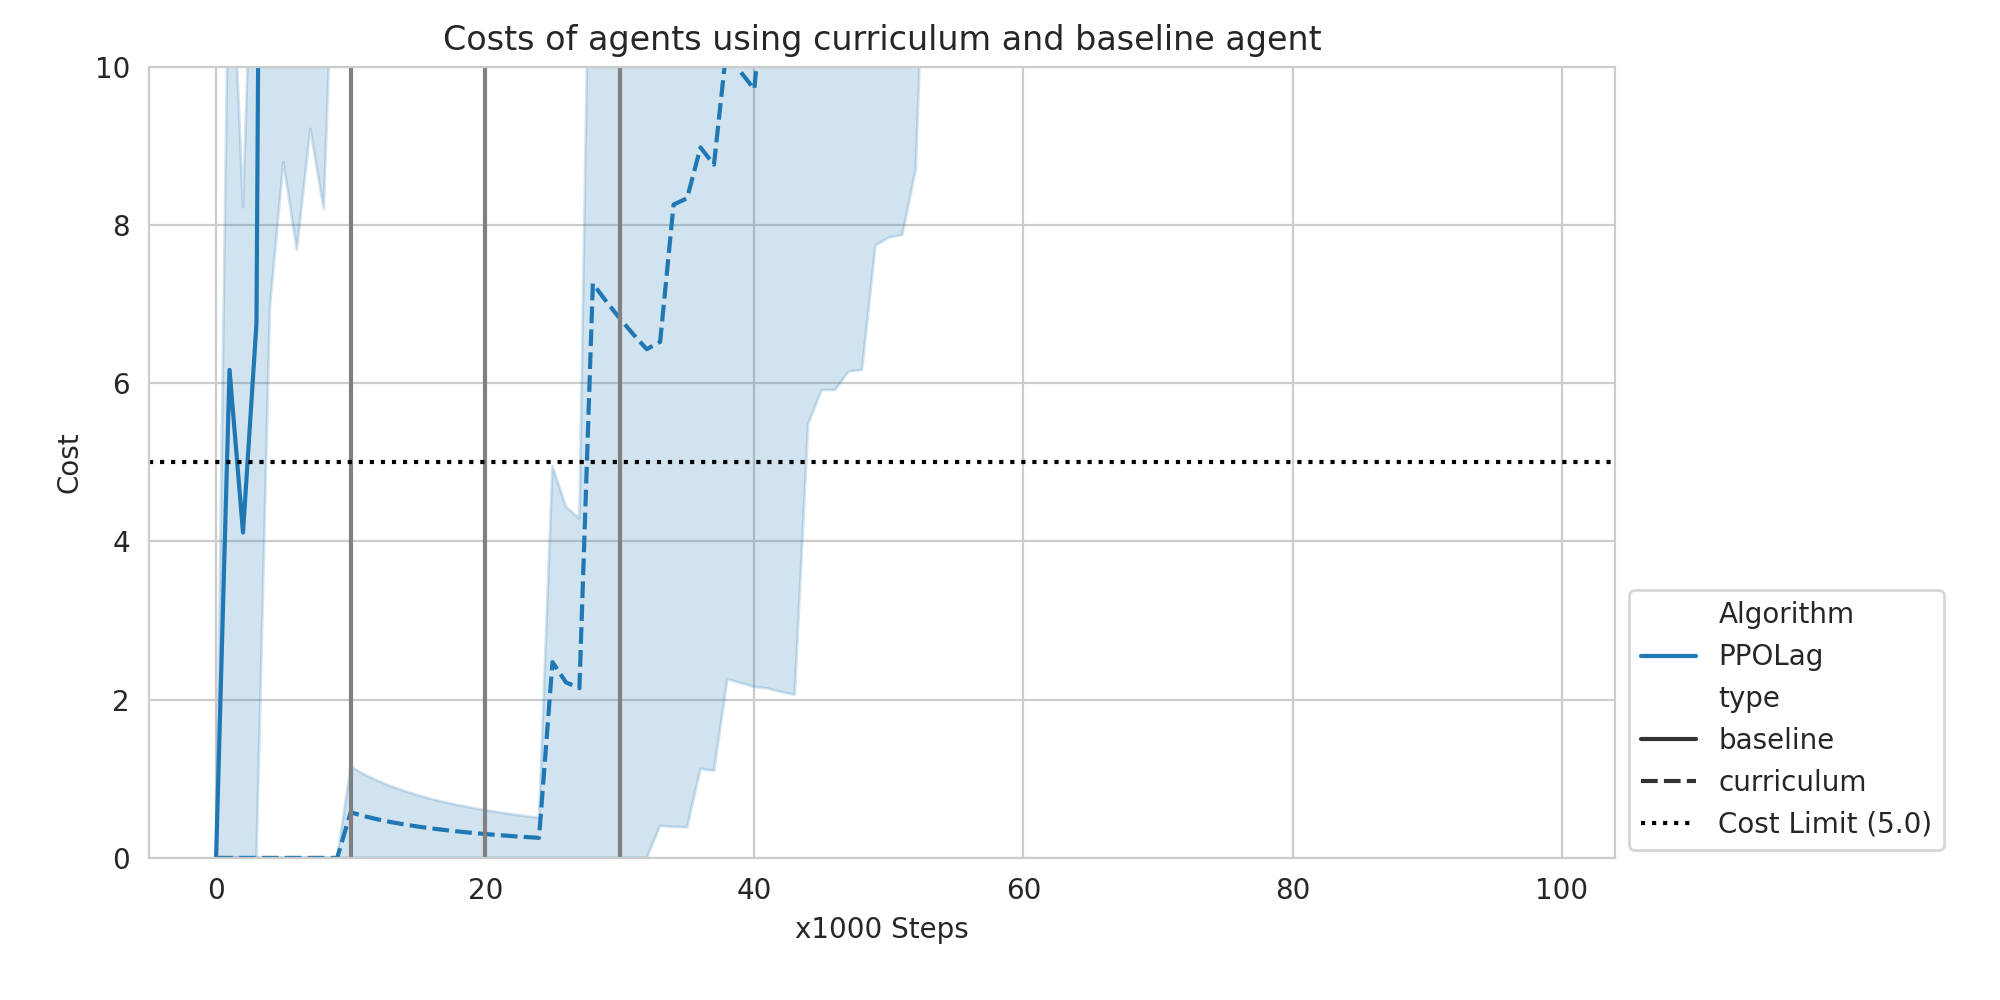 Costs of agents using curriculum and baseline agent
10
8
6
4
2
0
Cost
0 20 40 60 80 100
x1000 Steps
Algorithm
PPOLag
type
baseline
curriculum
Cost Limit (5.0)